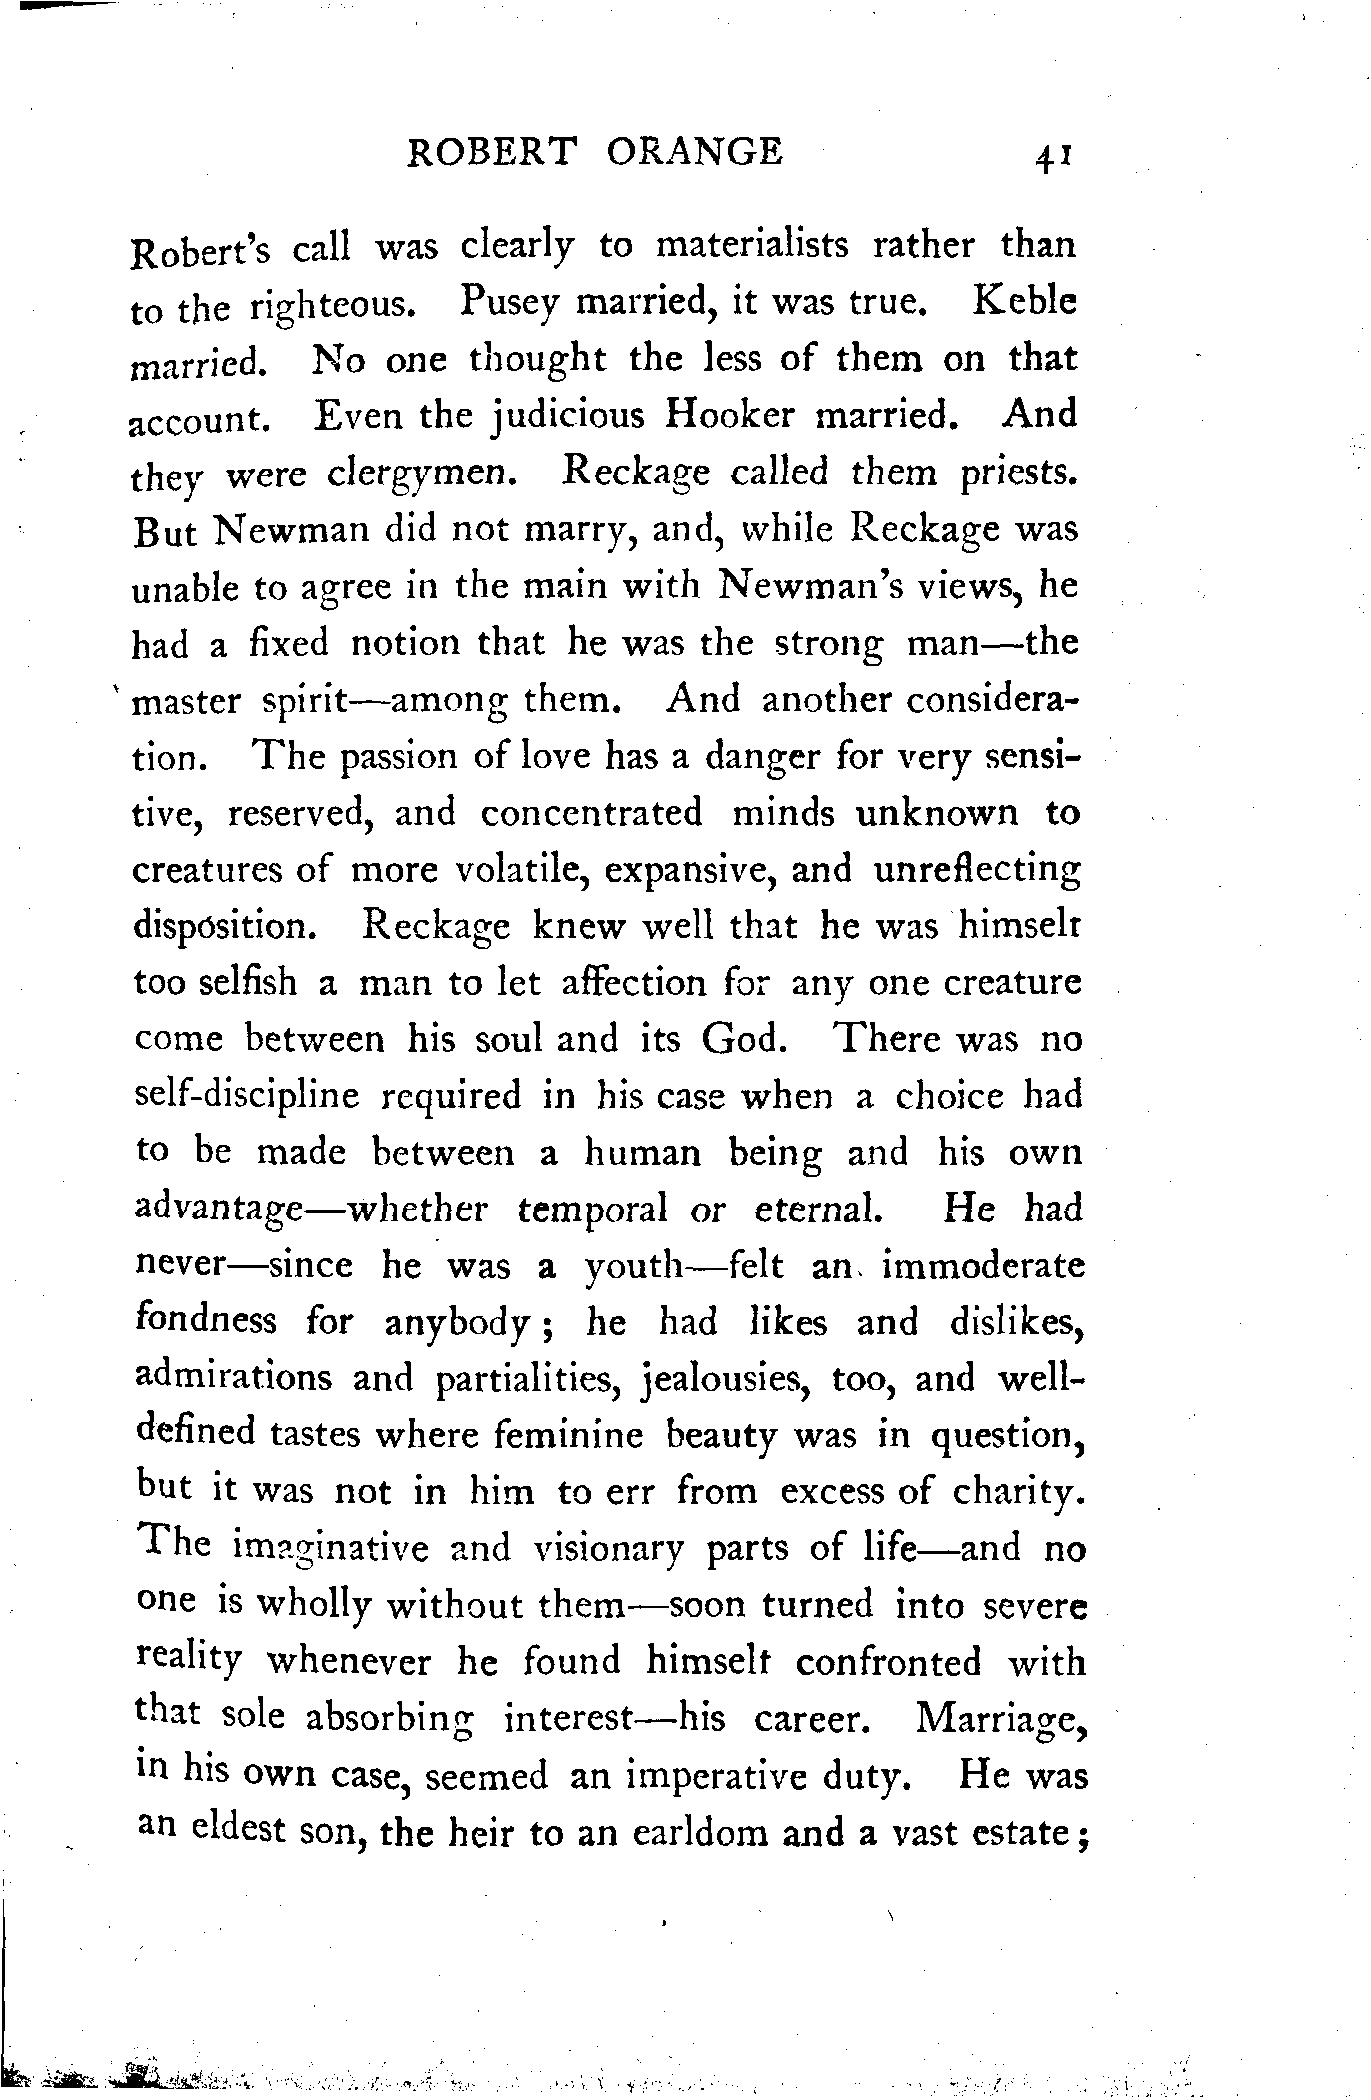 ROBERT ORANGE 41
Robert's call was clearly to materialists rather than
to the righteous. Pusey married, it was true. Keble
married. No one thought the less of them on that
account. Even the judicious Hooker married. And
they were clergymen. Reckage called them priests.
But Newman did not marry, and, while Reckage was
unable to agree in the main with Newman's views, he
had a fixed notion that he was the strong man—the
master spirit—among them. And another considera-
tion. The passion of love has a danger for very sensi-
tive, reserved, and concentrated minds unknown to
creatures of more volatile, expansive, and unreflecting
disposition. Reckage knew well that he was himself
too selfish a man to let affection for any one creature
come between his soul and its God. There was no
self-discipline required in his case when a choice had
to be made between a human being and his own
advantage—whether temporal or eternal. He had
never—since he was a youth—felt an immoderate
fondness for anybody; he had likes and dislikes,
admirations and partialities, jealousies, too, and well-
defined tastes where feminine beauty was in question,
but it was not in him to err from excess of charity.
The imaginative and visionary parts of life—and no
one is wholly without them—soon turned into severe
reality whenever he found himself confronted with
that sole absorbing interest—his career. Marriage,
in his own case, seemed an imperative duty. He was
an eldest son, the heir to an earldom and a vast estate;